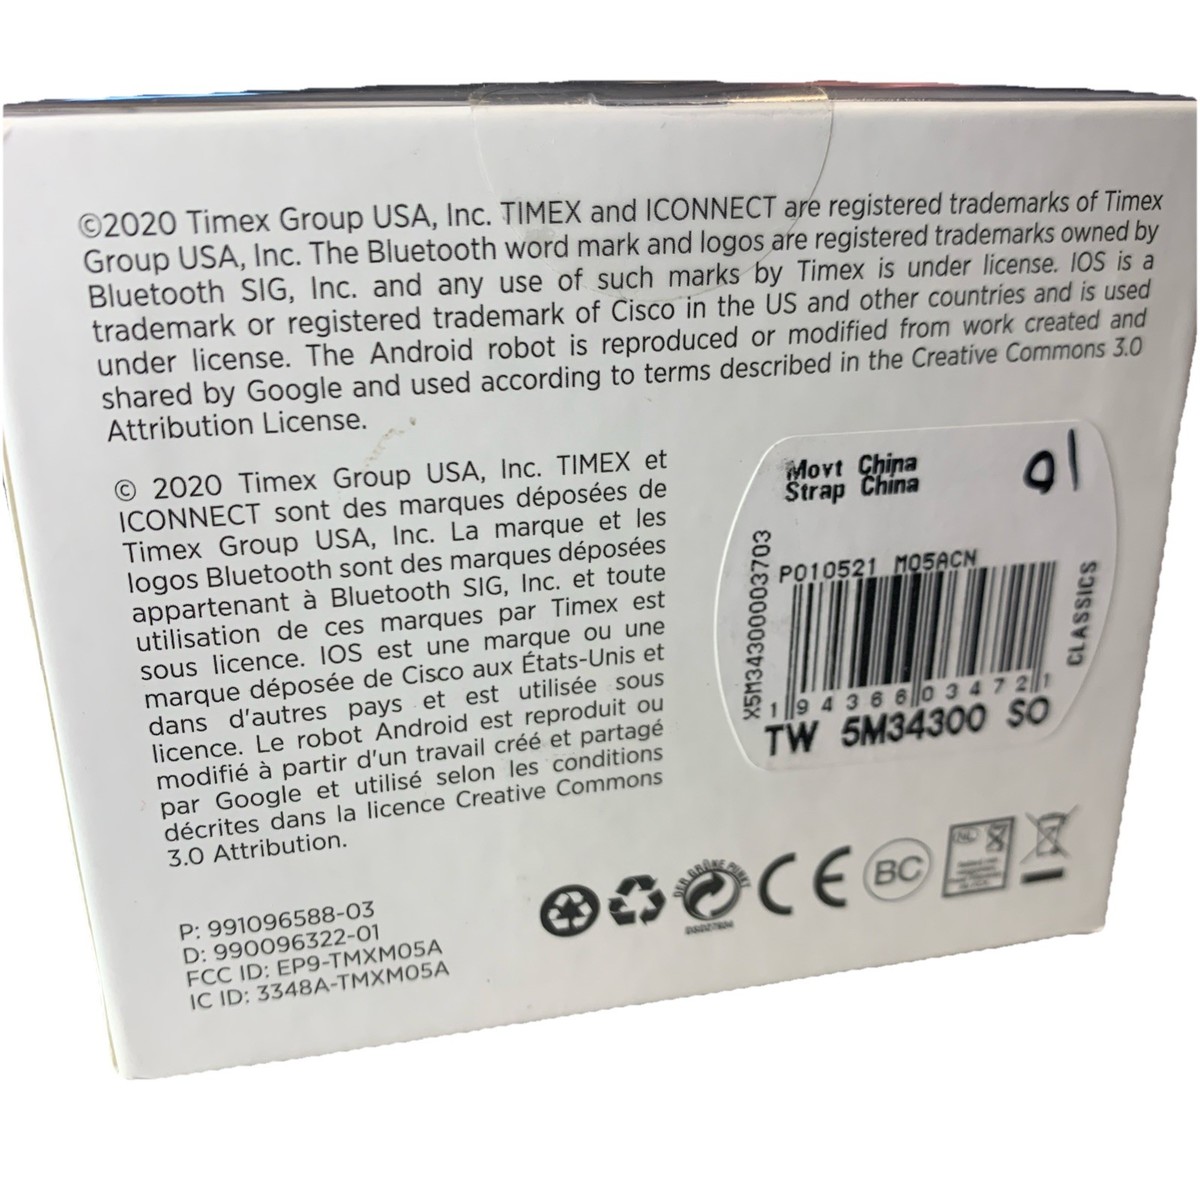 ©2020 Timex Group USA, Inc. TIMEX and ICONNECT are registered trademarks of Timex
Group USA, Inc. The Bluetooth word mark and logos are registered trademarks owned by
Bluetooth SIG, Inc. and any use of such marks by Timex is under license. IOS is a
trademark or registered trademark of Cisco in the US and other countries and is used
under license. The Android robot is reproduced or modified from work created and
shared by Google and used according to terms described in the Creative Commons 3.0
Attribution License.
© 2020 Timex Group USA, Inc. TIMEX et
ICONNECT sont des marques déposées de
Timex Group USA, Inc. La marque et les
logos Bluetooth sont des marques déposées
appartenant à Bluetooth SIG, Inc. et toute
utilisation de ces marques par Timex est
sous licence. IOS est une marque ou une
marque déposée de Cisco aux États-Unis et
dans d'autres pays et est utilisée sous
licence. Le robot Android est reproduit ou
modifié à partir d'un travail créé et partagé
par Google et utilisé selon les conditions
décrites dans la licence Creative Commons
3.0 Attribution.
P: 991096588-03
D: 990096322-01
FCC ID: EP9-TMXM05A
IC ID: 3348A-TMXM05A
Movt China
Strap China
01
X5M34300003703
P010521 M05ACN
CLASSICS
1 94366 03472 1
TW 5M34300 SO
DER GRÜNE PUNKT
CE
BC